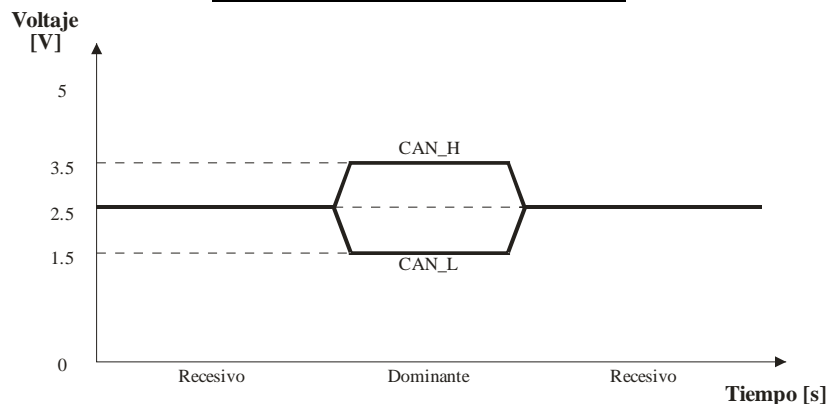 Voltaje
[V]
5
CAN_H
3.5
2.5
1.5
CAN_L
0
Recesivo Dominante Recesivo
Tiempo [s]